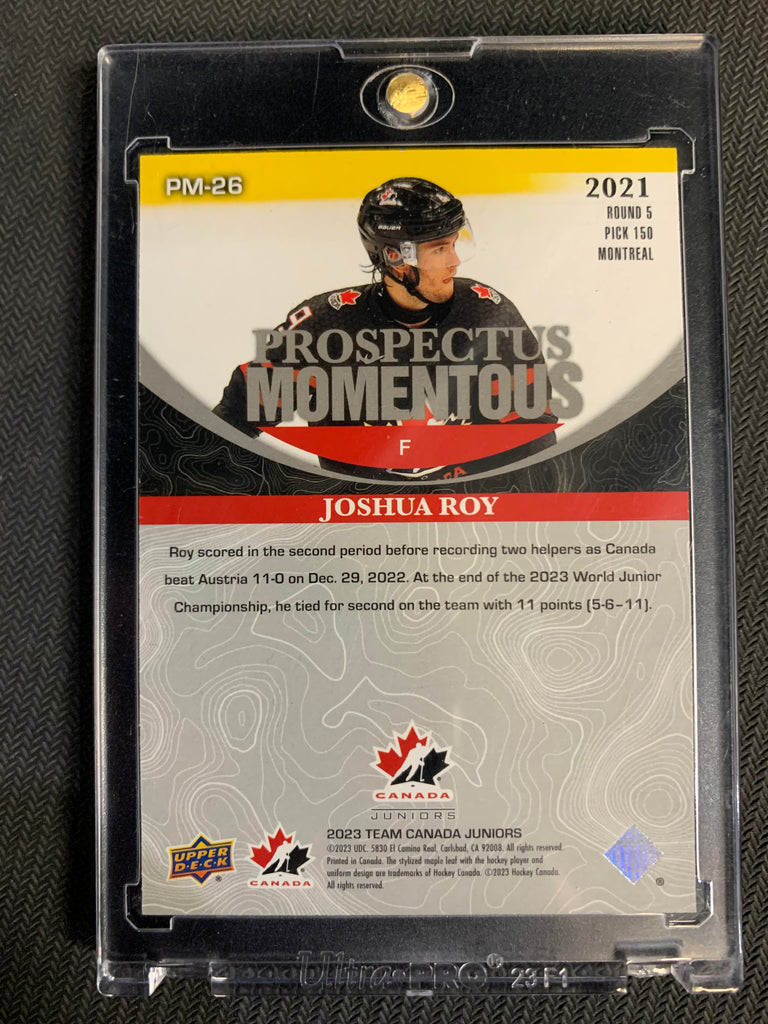 PM-26
2021
ROUND 5
PICK 150
MONTREAL
BAUER
9
PROSPECTUS
MOMENTOUS
F
JOSHUA ROY
Roy scored in the second period before recording two helpers as Canada
beat Austria 11-0 on Dec. 29, 2022. At the end of the 2023 World Junior
Championship, he tied for second on the team with 11 points (5-6–11).
CANADA
JUNIORS
2023 TEAM CANADA JUNIORS
©2023 UDC. 5830 El Camino Real, Carlsbad, CA 92008. All rights reserved.
Printed in Canada. The stylized maple leaf with the hockey player and
uniform design are trademarks of Hockey Canada. ©2023 Hockey Canada.
All rights reserved.
UPPER
D·E·C·K
®
CANADA
®
Ultra·PRO® 23F1